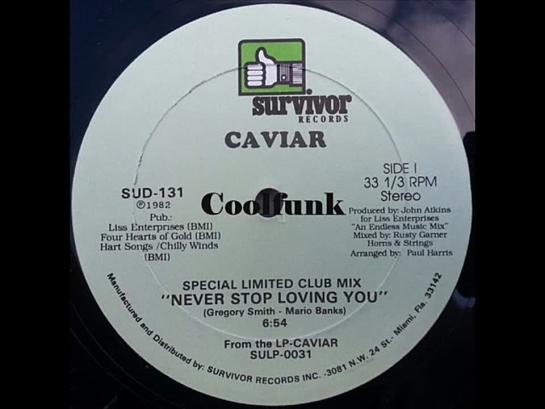 survivor
RECORDS
CAVIAR
SUD-131
℗1982
Pub.:
Liss Enterprises (BMI)
Four Hearts of Gold (BMI)
Hart Songs/Chilly Winds
(BMI)
Coolfunk
SIDE I
33 1/3 RPM
Stereo
Produced by: John Atkins
for Liss Enterprises
"An Endless Music Mix"
Mixed by: Rusty Garner
Horns & Strings
Arranged by: Paul Harris
SPECIAL LIMITED CLUB MIX
"NEVER STOP LOVING YOU"
(Gregory Smith - Mario Banks)
6:54
From the LP-CAVIAR
SULP-0031
Manufactured and Distributed by: SURVIVOR RECORDS INC. -3081 N.W. 24 St.- Miami, Fla. 33142